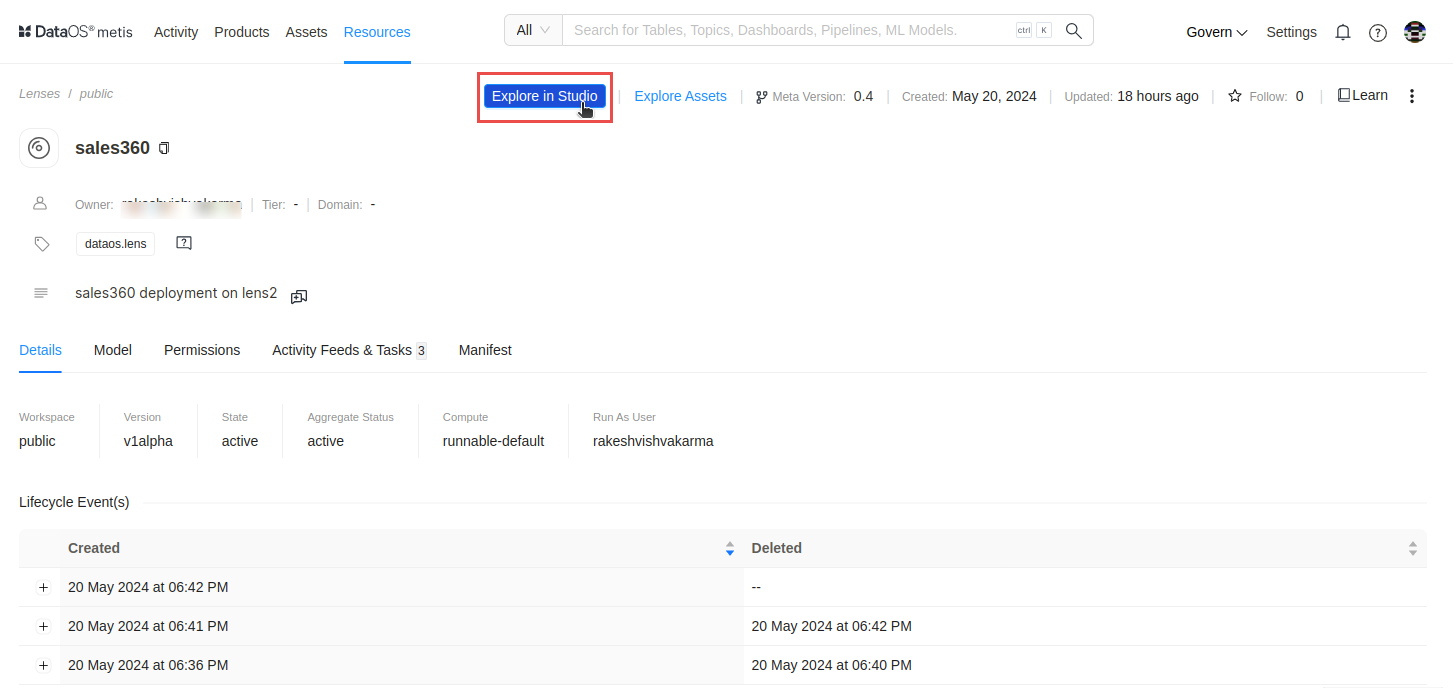 DataOS® metis Activity Products Assets Resources All Search for Tables, Topics, Dashboards, Pipelines, ML Models. ctrl K Govern Settings
Lenses / public Explore in Studio Explore Assets Meta Version: 0.4 Created: May 20, 2024 Updated: 18 hours ago Follow: 0 Learn
sales360
Owner: Tier: - Domain: -
dataos.lens
sales360 deployment on lens2
Details Model Permissions Activity Feeds & Tasks 3 Manifest
Workspace Version State Aggregate Status Compute Run As User
public v1alpha active active runnable-default rakeshvishvakarma
Lifecycle Event(s)
Created Deleted
20 May 2024 at 06:42 PM --
20 May 2024 at 06:41 PM 20 May 2024 at 06:42 PM
20 May 2024 at 06:36 PM 20 May 2024 at 06:40 PM